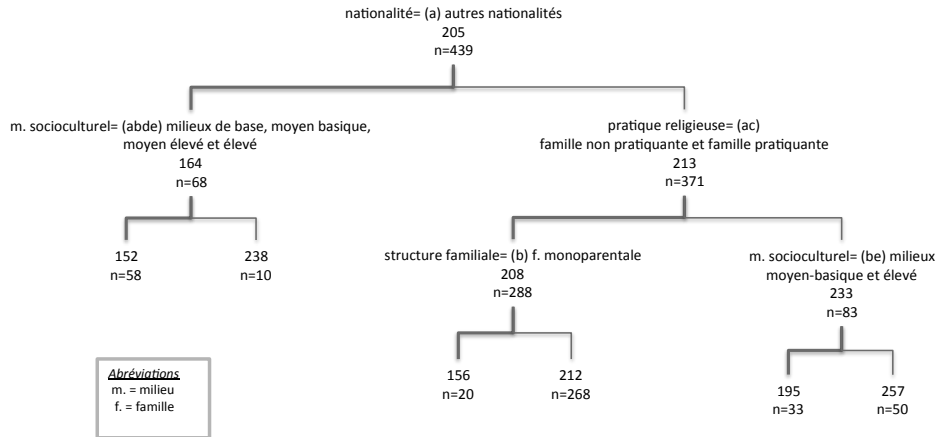 nationalité= (a) autres nationalités
205
n=439
m. socioculturel= (abde) milieux de base, moyen basique,
moyen élevé et élevé
164
n=68
pratique religieuse= (ac)
famille non pratiquante et famille pratiquante
213
n=371
152
n=58
238
n=10
structure familiale= (b) f. monoparentale
208
n=288
m. socioculturel= (be) milieux
moyen-basique et élevé
233
n=83
156
n=20
212
n=268
195
n=33
257
n=50
Abréviations
m. = milieu
f. = famille